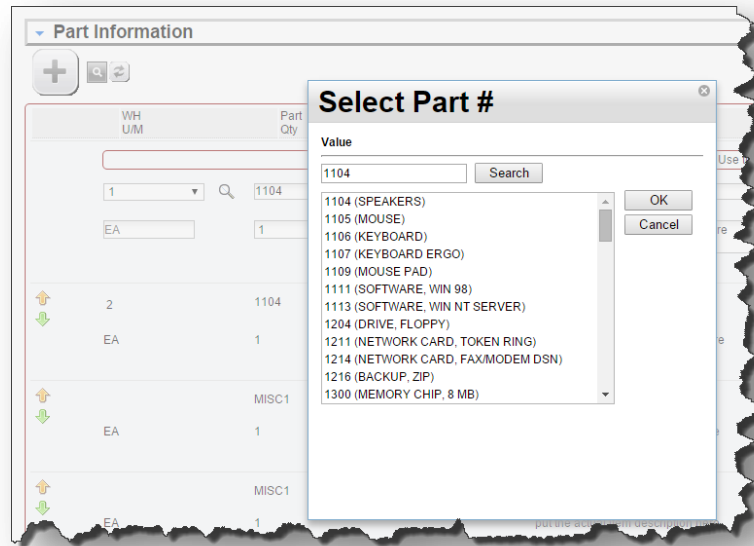 Part Information
WH
U/M
Part
Qty
Use
1
1104
EA
1
2
1104
EA
1
MISC1
EA
1
MISC1
EA
1
put the
Select Part #
Value
1104
Search
1104 (SPEAKERS)
1105 (MOUSE)
1106 (KEYBOARD)
1107 (KEYBOARD ERGO)
1109 (MOUSE PAD)
1111 (SOFTWARE, WIN 98)
1113 (SOFTWARE, WIN NT SERVER)
1204 (DRIVE, FLOPPY)
1211 (NETWORK CARD, TOKEN RING)
1214 (NETWORK CARD, FAX/MODEM DSN)
1216 (BACKUP, ZIP)
1300 (MEMORY CHIP, 8 MB)
OK
Cancel